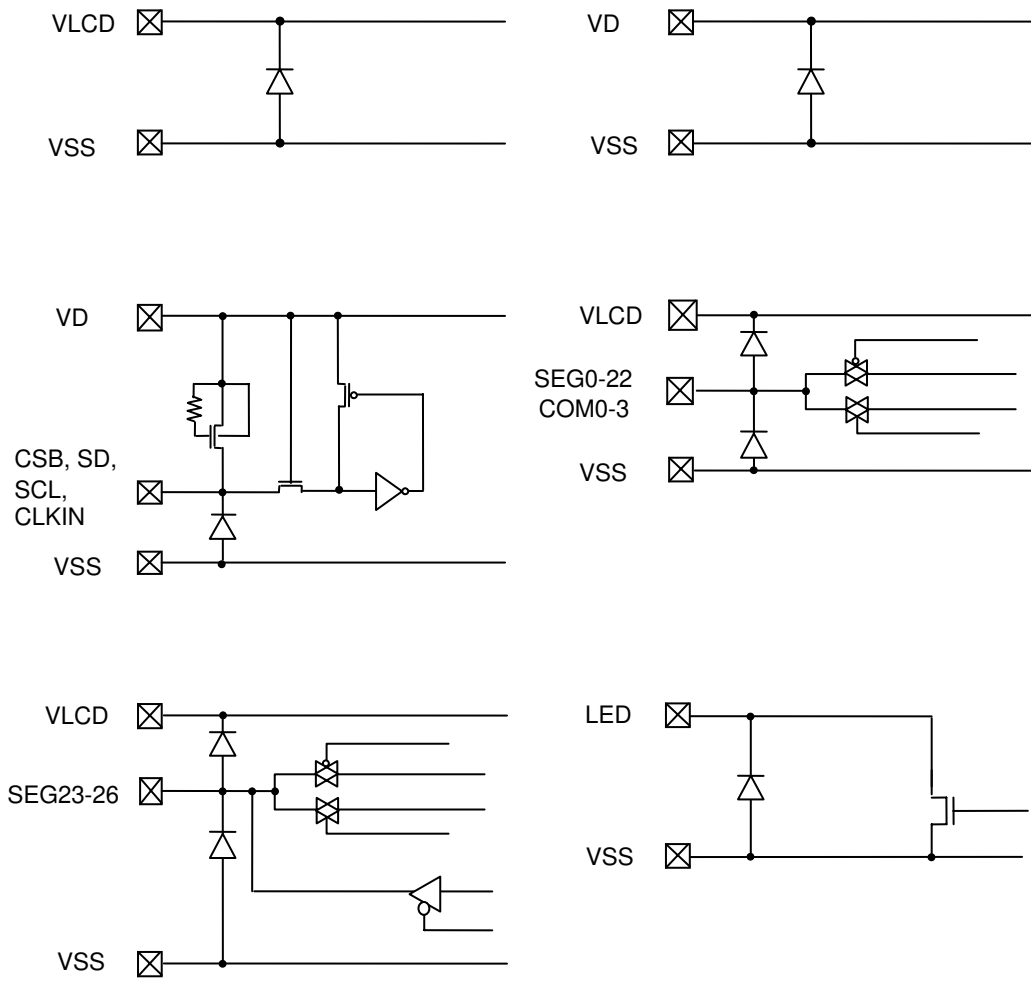 VLCD
VSS
VD
VSS
VD
CSB, SD,
SCL,
CLKIN
VSS
VLCD
SEG0-22
COM0-3
VSS
VLCD
SEG23-26
VSS
LED
VSS